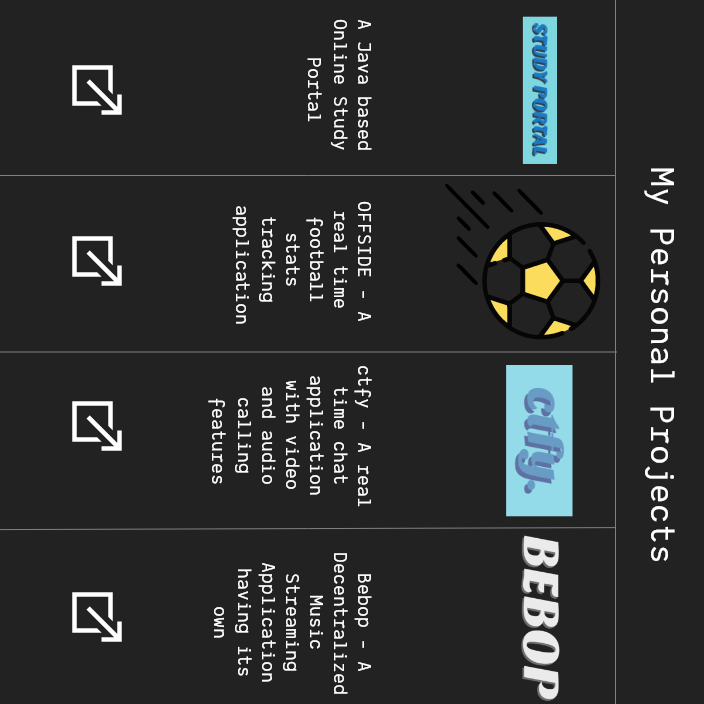 My Personal Projects
STUDY PORTAL
A Java based
Online Study
Portal
OFFSIDE - A
real time
football
stats
tracking
application
ctfy.
ctfy - A real
time chat
application
with video
and audio
calling
features
BEBOP
Bebop - A
Decentralized
Music
Streaming
Application
having its
own